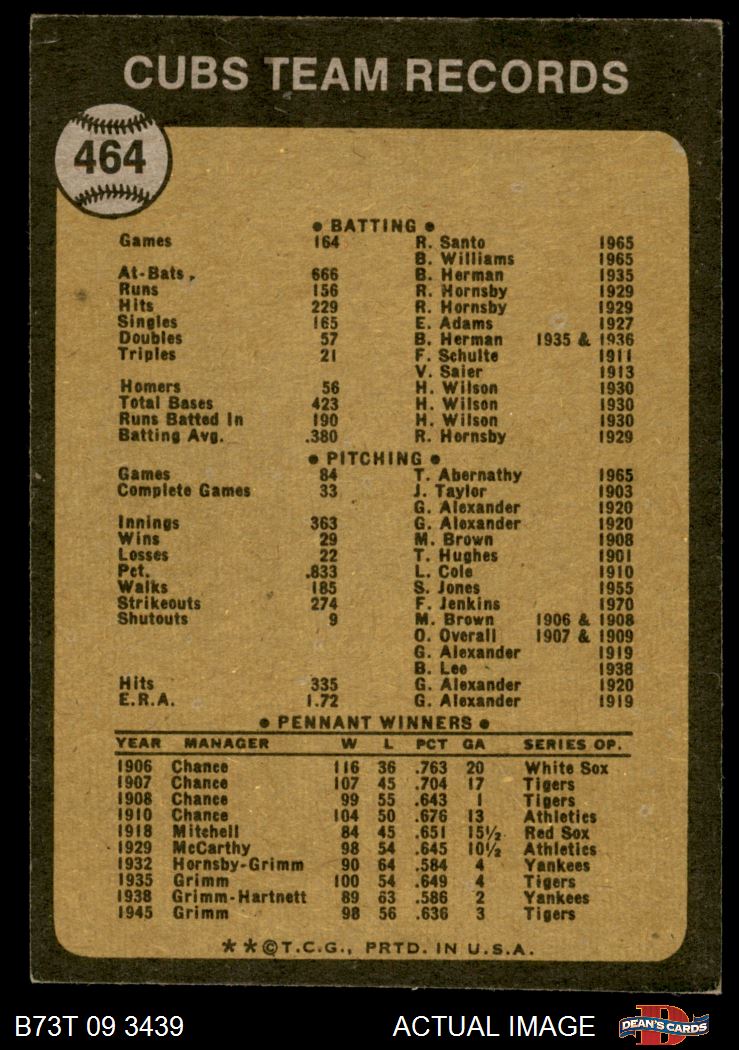 CUBS TEAM RECORDS
464
• BATTING •
Games 164 R. Santo 1965
B. Williams 1965
At-Bats 666 B. Herman 1935
Runs 156 R. Hornsby 1929
Hits 229 R. Hornsby 1929
Singles 165 E. Adams 1927
Doubles 57 B. Herman 1935 & 1936
Triples 21 F. Schulte 1911
V. Saier 1913
Homers 56 H. Wilson 1930
Total Bases 423 H. Wilson 1930
Runs Batted In 190 H. Wilson 1930
Batting Avg. .380 R. Hornsby 1929
• PITCHING •
Games 84 T. Abernathy 1965
Complete Games 33 J. Taylor 1903
G. Alexander 1920
Innings 363 G. Alexander 1920
Wins 29 M. Brown 1908
Losses 22 T. Hughes 1901
Pct. .833 L. Cole 1910
Walks 185 S. Jones 1955
Strikeouts 274 F. Jenkins 1970
Shutouts 9 M. Brown 1906 & 1908
O. Overall 1907 & 1909
G. Alexander 1919
B. Lee 1938
Hits 335 G. Alexander 1920
E.R.A. 1.72 G. Alexander 1919
• PENNANT WINNERS •
YEAR MANAGER W L PCT GA SERIES OP.
1906 Chance 116 36 .763 20 White Sox
1907 Chance 107 45 .704 17 Tigers
1908 Chance 99 55 .643 1 Tigers
1910 Chance 104 50 .676 13 Athletics
1918 Mitchell 84 45 .651 15½ Red Sox
1929 McCarthy 98 54 .645 10½ Athletics
1932 Hornsby-Grimm 90 64 .584 4 Yankees
1935 Grimm 100 54 .649 4 Tigers
1938 Grimm-Hartnett 89 63 .586 2 Yankees
1945 Grimm 98 56 .636 3 Tigers
**©T.C.G., PRTD. IN U.S.A.
B73T 09 3439 ACTUAL IMAGE D DEAN'S CARDS